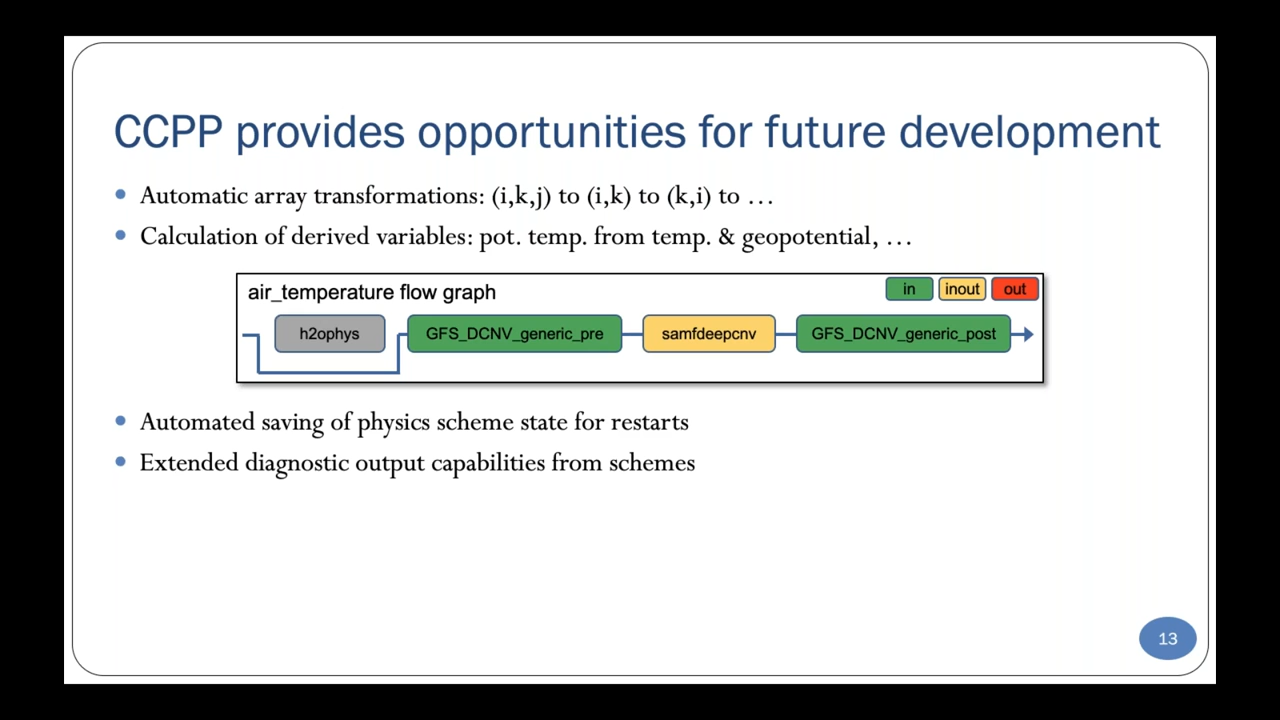 CCPP provides opportunities for future development
• Automatic array transformations: (i,k,j) to (i,k) to (k,i) to …
• Calculation of derived variables: pot. temp. from temp. & geopotential, …
air_temperature flow graph
in inout out
h2ophys GFS_DCNV_generic_pre samfdeepcnv GFS_DCNV_generic_post
• Automated saving of physics scheme state for restarts
• Extended diagnostic output capabilities from schemes
13